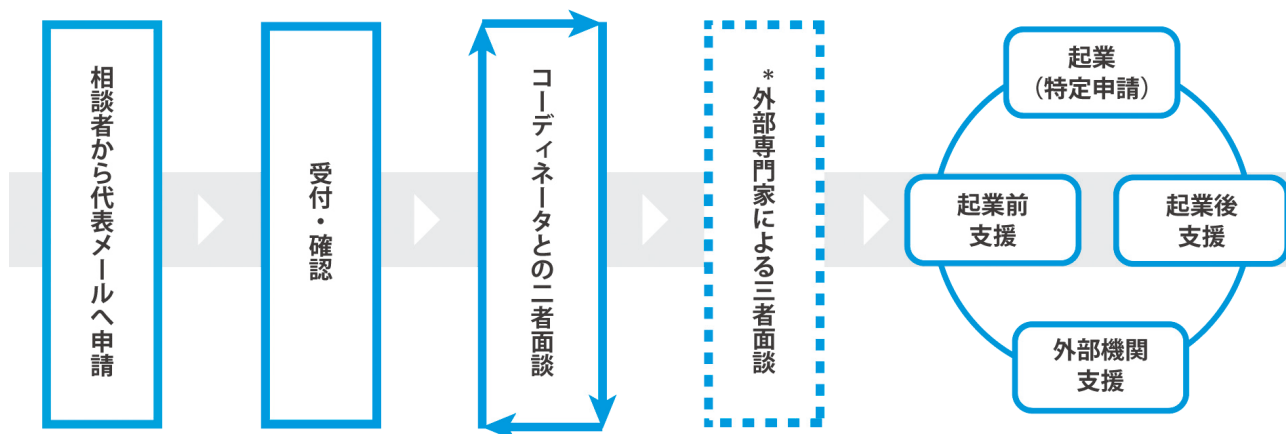 相談者から代表メールへ申請
受付・確認
コーディネータとの二者面談
*外部専門家による三者面談
起業
（特定申請）
起業前
支援
起業後
支援
外部機関
支援